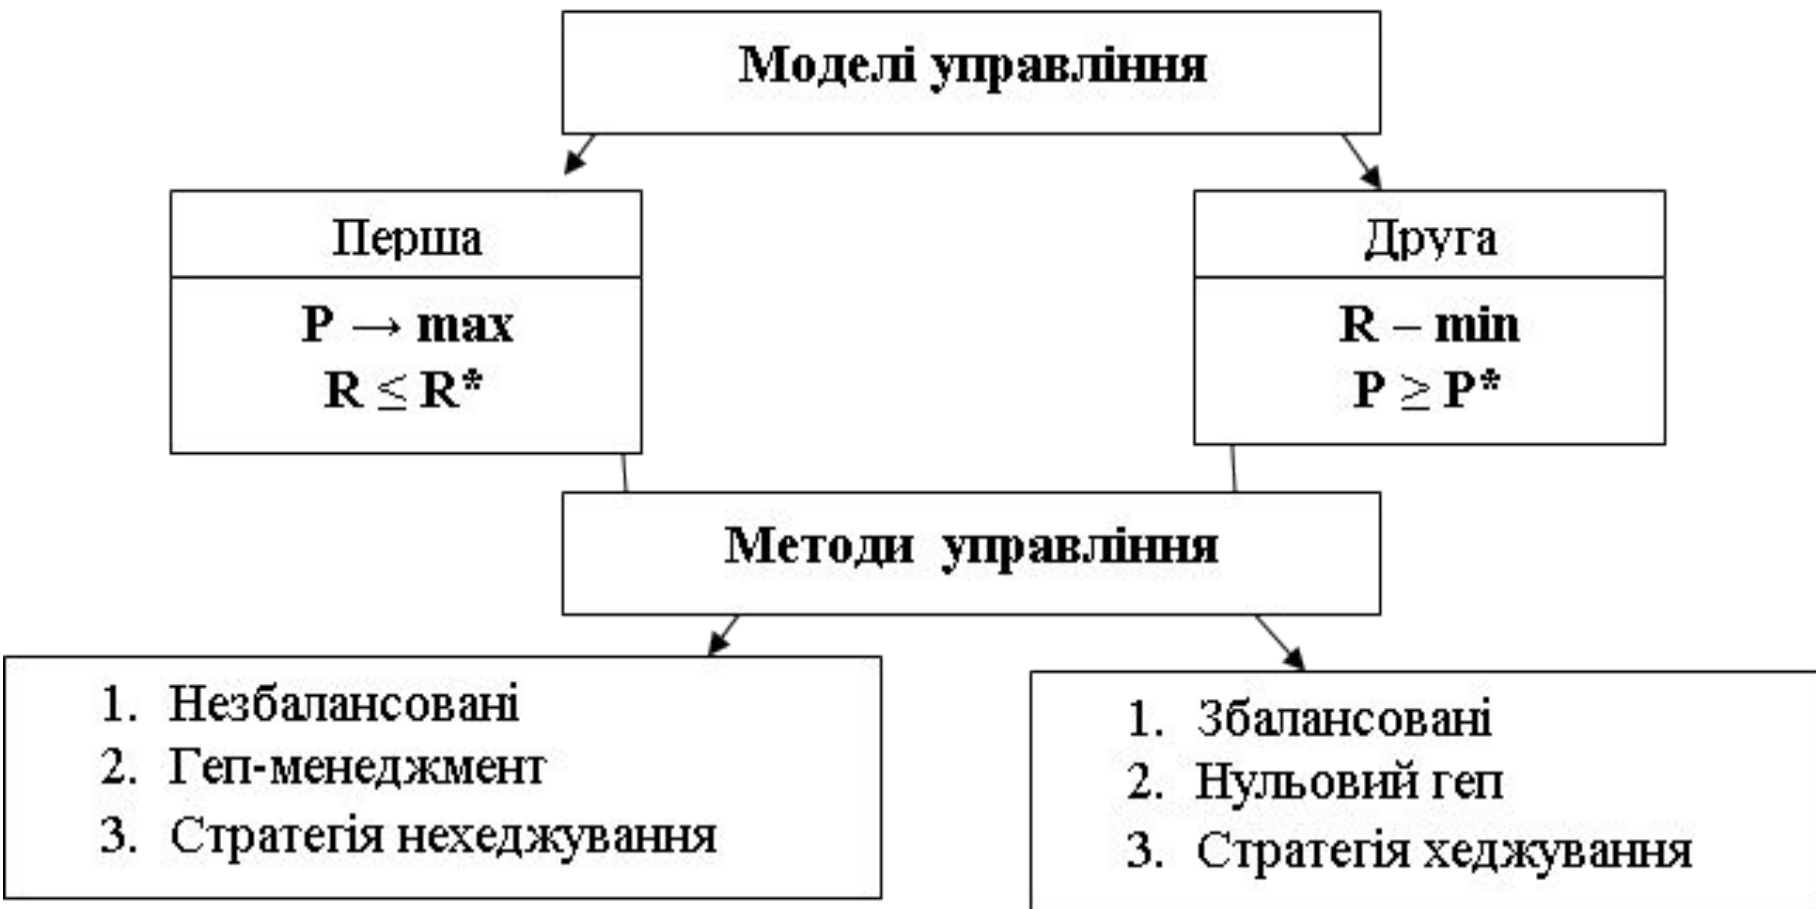 Моделі управління
Перша
Друга
P → max
R ≤ R*
R – min
P ≥ P*
Методи управління
1. Незбалансовані
2. Геп-менеджмент
3. Стратегія нехеджування
1. Збалансовані
2. Нульовий геп
3. Стратегія хеджування